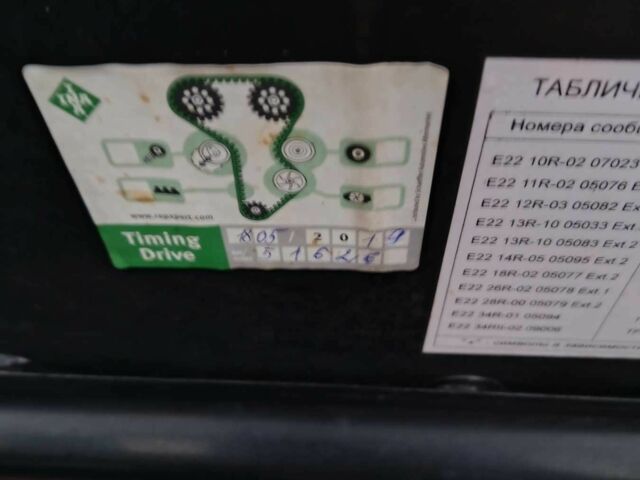 INA
www.repxpert.com
Timing
Drive
05 / 2019
51626
ТАБЛИЧ
Номера сооб
E22 10R-02 07023
E22 11R-02 05076 E
E22 12R-03 05082 Ext.
E22 13R-10 05033 Ext.
E22 13R-10 05083 Ext.2
E22 14R-05 05095 Ext.2
E22 18R-02 05077 Ext.2
E22 26R-02 05078 Ext.1
E22 28R-00 05079 Ext.2
E22 34R-01 05094